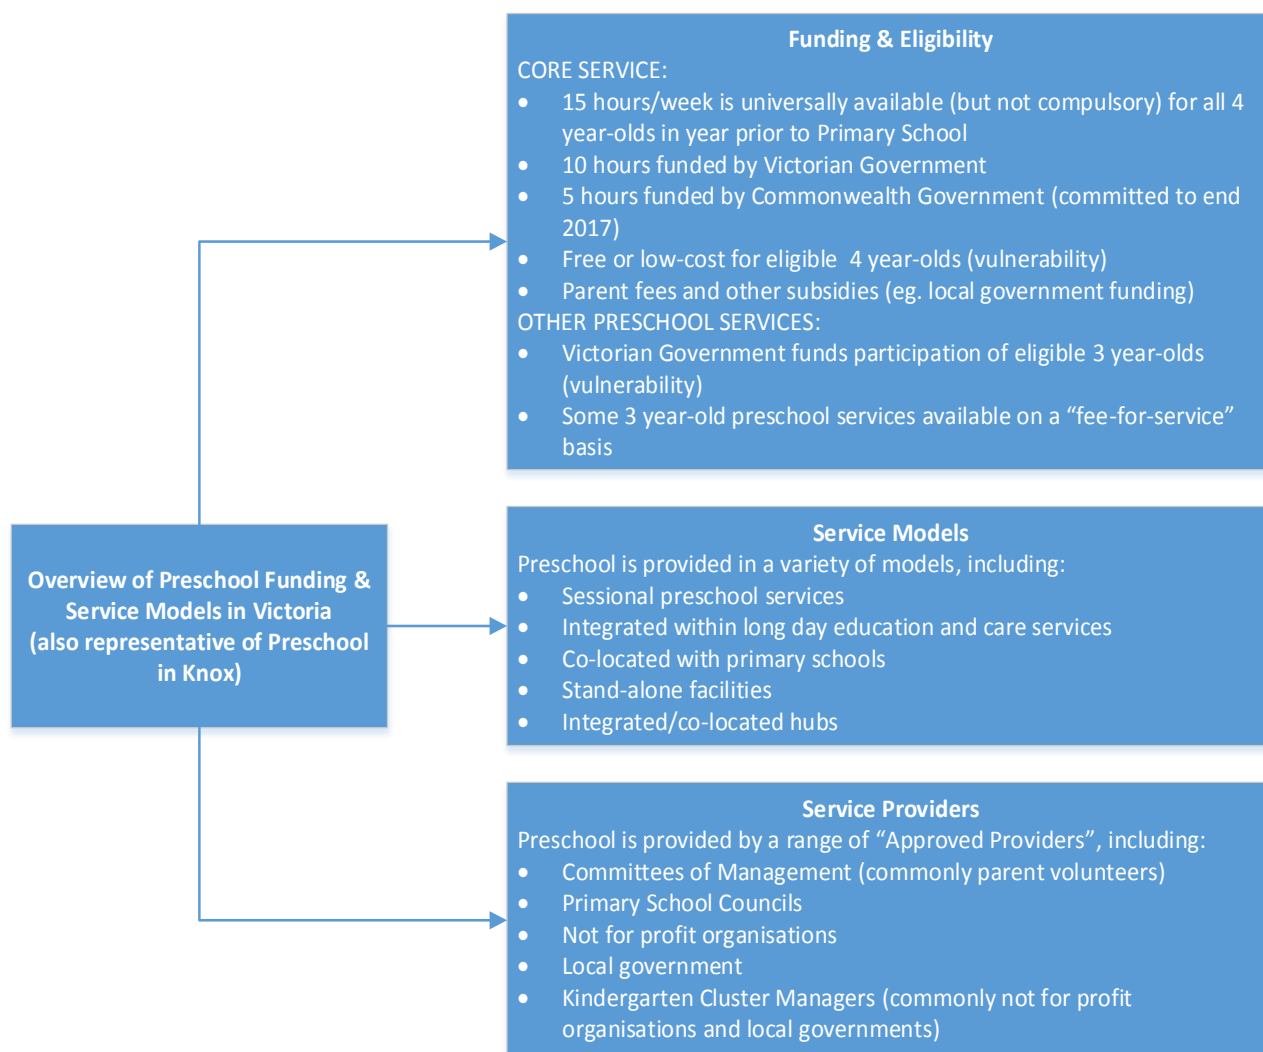 Funding & Eligibility
CORE SERVICE:
• 15 hours/week is universally available (but not compulsory) for all 4
year-olds in year prior to Primary School
• 10 hours funded by Victorian Government
• 5 hours funded by Commonwealth Government (committed to end
2017)
• Free or low-cost for eligible  4 year-olds (vulnerability)
• Parent fees and other subsidies (eg. local government funding)
OTHER PRESCHOOL SERVICES:
• Victorian Government funds participation of eligible 3 year-olds
(vulnerability)
• Some 3 year-old preschool services available on a “fee-for-service”
basis
Overview of Preschool Funding &
Service Models in Victoria
(also representative of Preschool
in Knox)
Service Models
Preschool is provided in a variety of models, including:
• Sessional preschool services
• Integrated within long day education and care services
• Co-located with primary schools
• Stand-alone facilities
• Integrated/co-located hubs
Service Providers
Preschool is provided by a range of “Approved Providers”, including:
• Committees of Management (commonly parent volunteers)
• Primary School Councils
• Not for profit organisations
• Local government
• Kindergarten Cluster Managers (commonly not for profit
organisations and local governments)